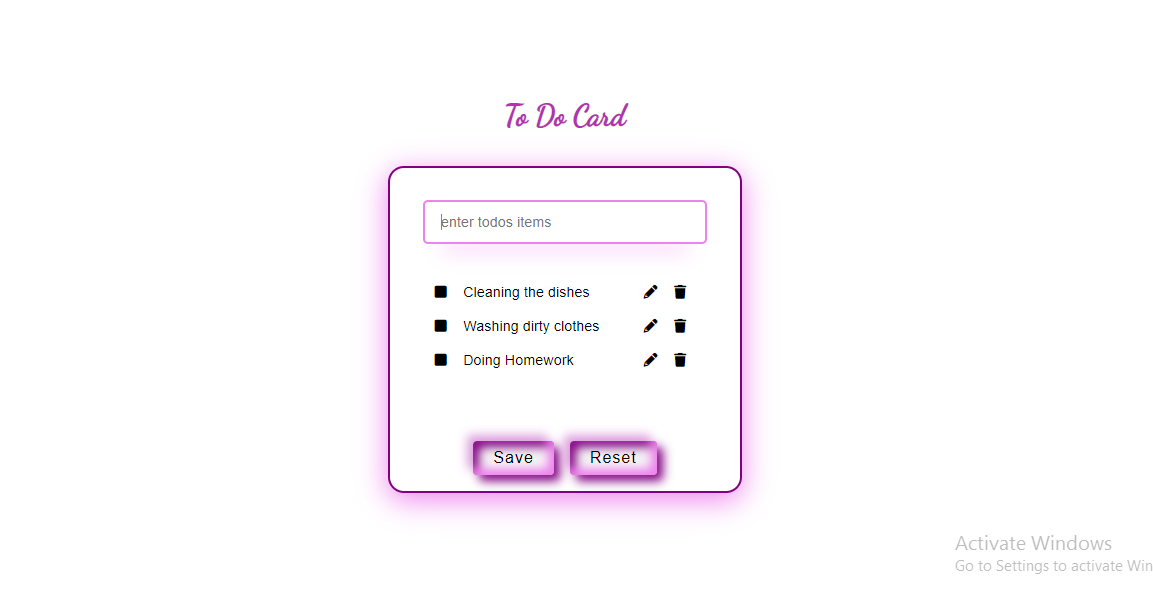 To Do Card
enter todos items
Cleaning the dishes
Washing dirty clothes
Doing Homework
Save Reset
Activate Windows
Go to Settings to activate Win